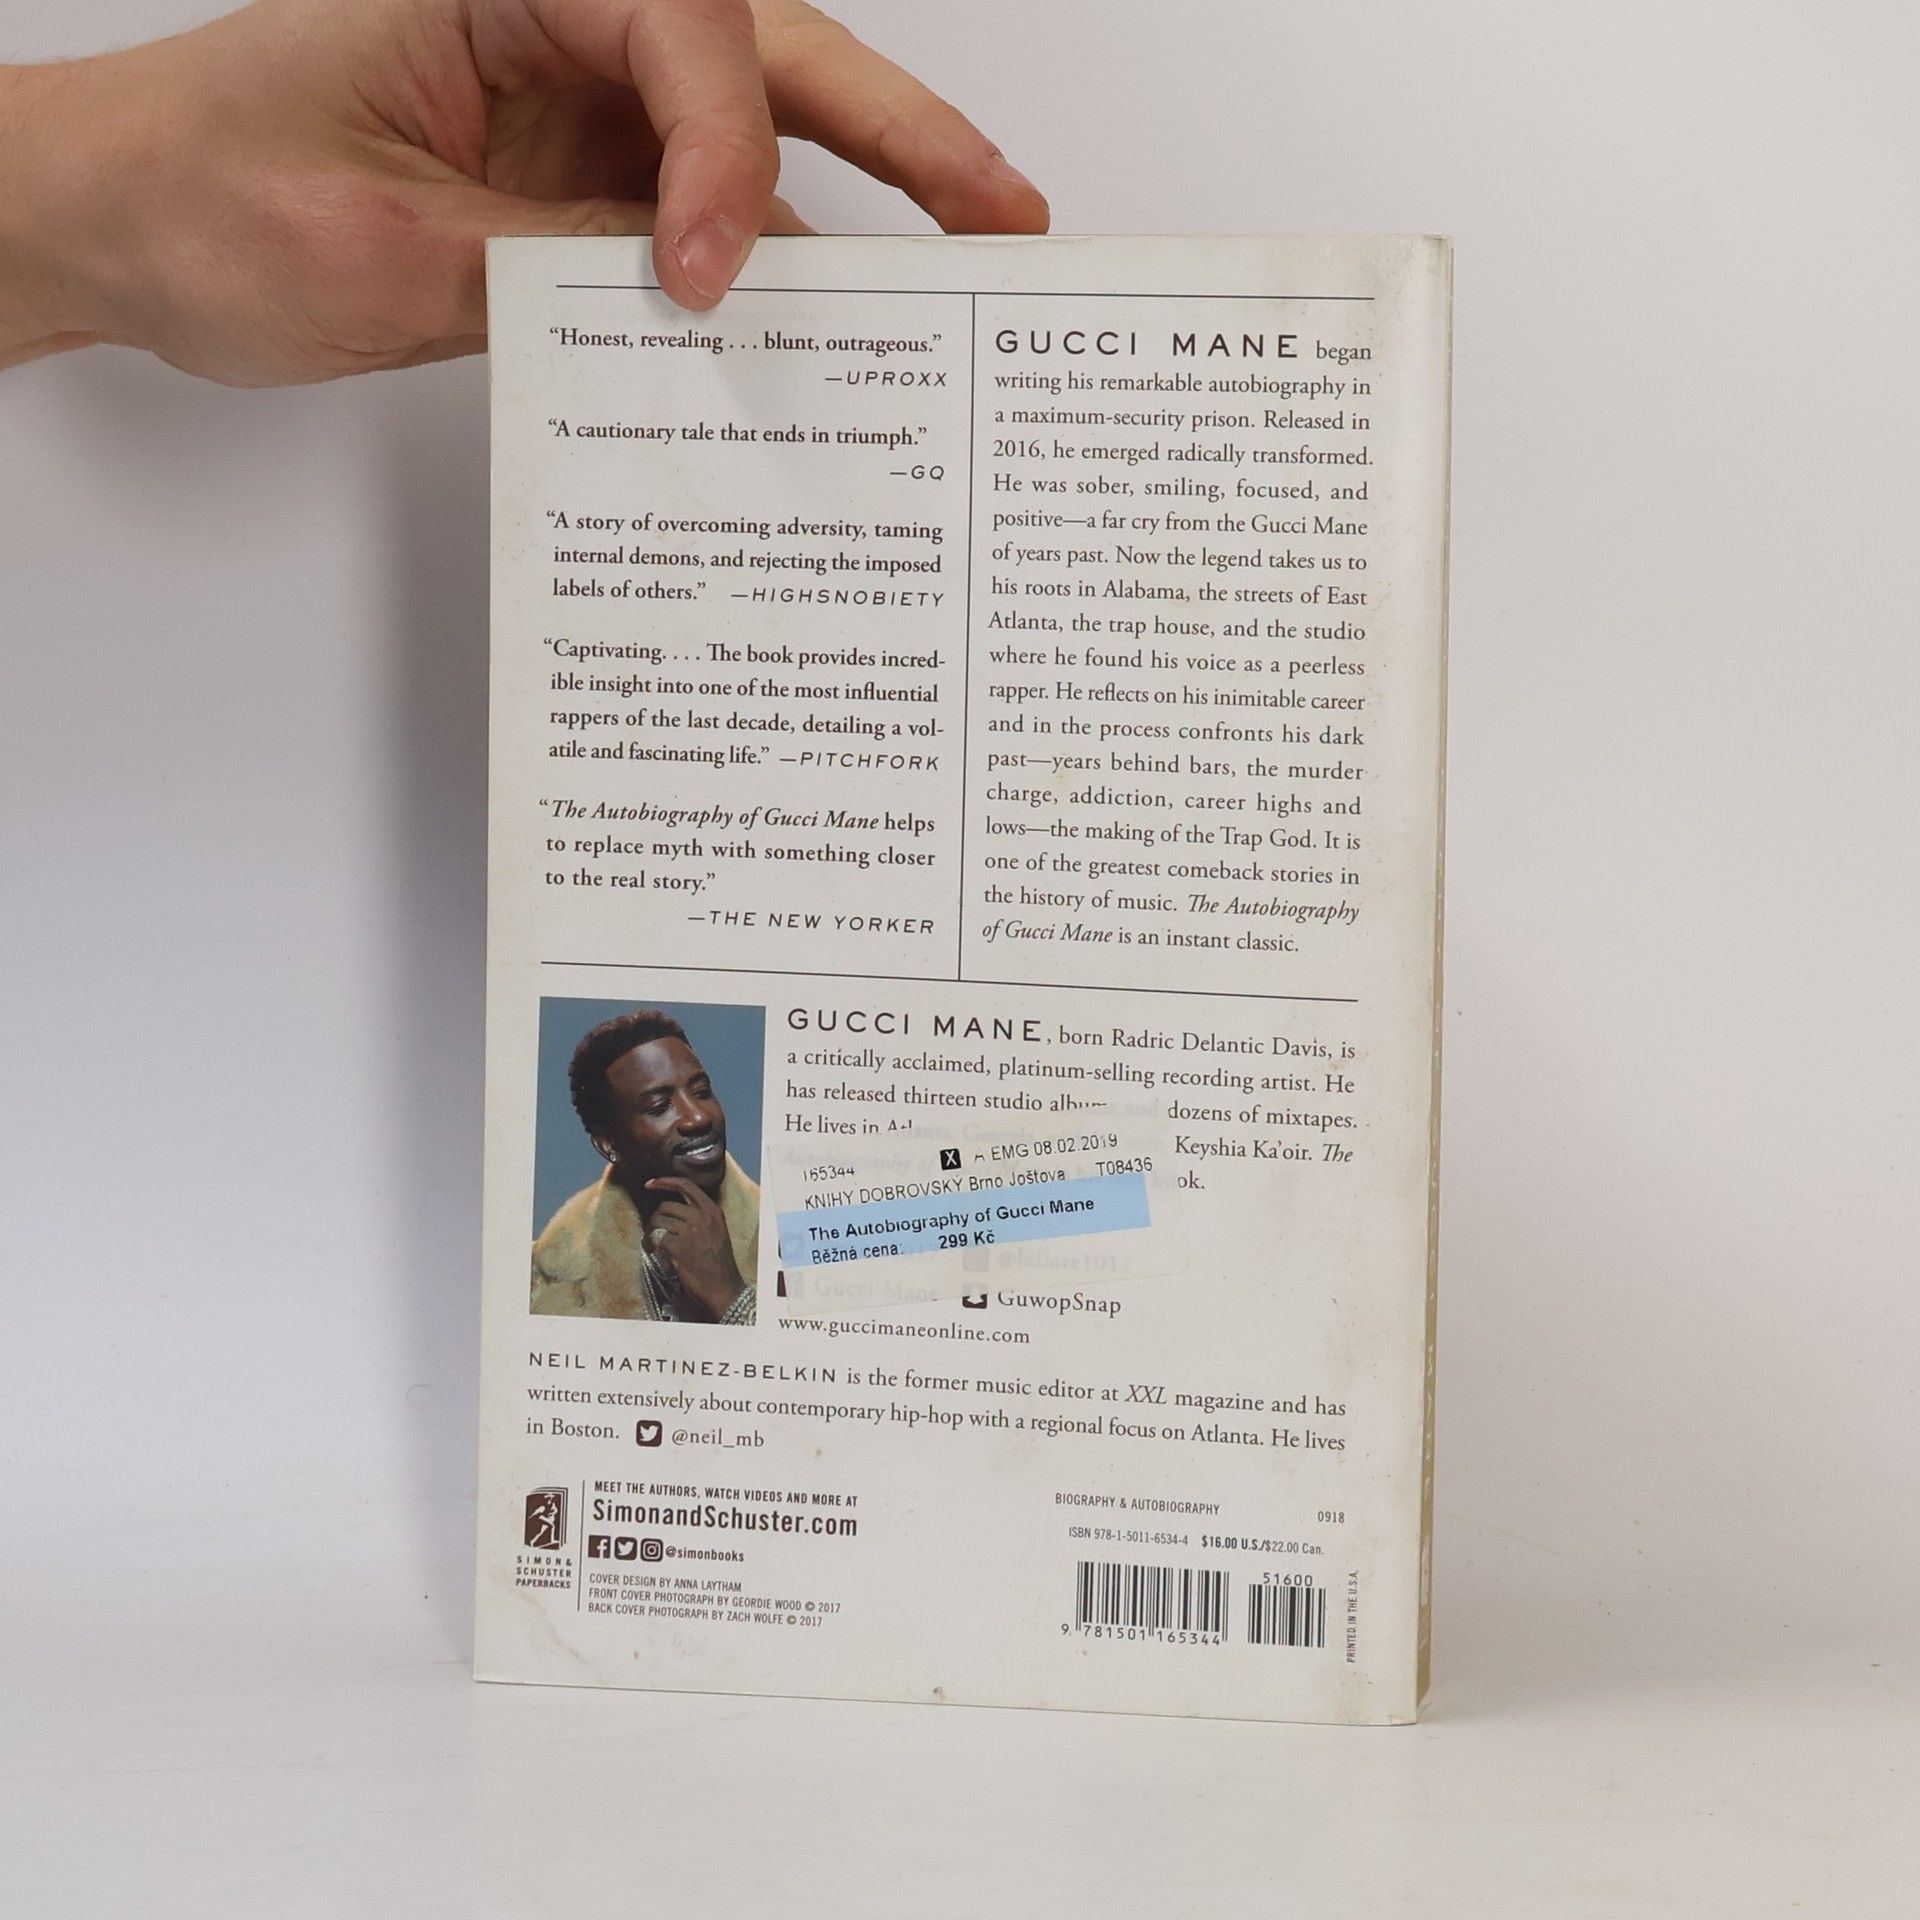 “Honest, revealing . . . blunt, outrageous.”
—UPROXX
“A cautionary tale that ends in triumph.”
—GQ
“A story of overcoming adversity, taming
internal demons, and rejecting the imposed
labels of others.” —HIGHSNOBIETY
“Captivating. . . . The book provides incred-
ible insight into one of the most influential
rappers of the last decade, detailing a vol-
atile and fascinating life.” —PITCHFORK
“The Autobiography of Gucci Mane helps
to replace myth with something closer
to the real story.”
—THE NEW YORKER
GUCCI MANE began
writing his remarkable autobiography in
a maximum-security prison. Released in
2016, he emerged radically transformed.
He was sober, smiling, focused, and
positive—a far cry from the Gucci Mane
of years past. Now the legend takes us to
his roots in Alabama, the streets of East
Atlanta, the trap house, and the studio
where he found his voice as a peerless
rapper. He reflects on his inimitable career
and in the process confronts his dark
past—years behind bars, the murder
charge, addiction, career highs and
lows—the making of the Trap God. It is
one of the greatest comeback stories in
the history of music. The Autobiography
of Gucci Mane is an instant classic.
GUCCI MANE, born Radric Delantic Davis, is
a critically acclaimed, platinum-selling recording artist. He
has released thirteen studio dozens of mixtapes.
He lives in Keyshia Ka’oir. The
165344 X EMG 08.02.2019
KNIHY DOBROVSKÝ Brno Joštova T08436
The Autobiography of Gucci Mane
Běžná cena: 299 Kč
@laflare1017
Gucci Mane GuwopSnap
www.guccimaneonline.com
NEIL MARTINEZ-BELKIN is the former music editor at XXL magazine and has
written extensively about contemporary hip-hop with a regional focus on Atlanta. He lives
in Boston. @neil_mb
SIMON &
SCHUSTER
PAPERBACKS
MEET THE AUTHORS, WATCH VIDEOS AND MORE AT
SimonandSchuster.com
@simonbooks
COVER DESIGN BY ANNA LAYTHAM
FRONT COVER PHOTOGRAPH BY GEORDIE WOOD © 2017
BACK COVER PHOTOGRAPH BY ZACH WOLFE © 2017
BIOGRAPHY & AUTOBIOGRAPHY 0918
ISBN 978-1-5011-6534-4 $16.00 U.S./$22.00 Can.
51600
9 781501 165344
PRINTED IN THE U.S.A.